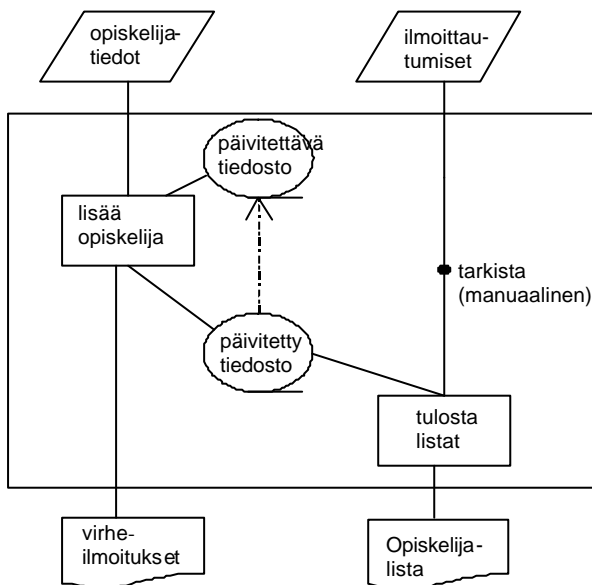 opiskelija-
tiedot
ilmoittau-
tumiset
päivitettävä
tiedosto
lisää
opiskelija
tarkista
(manuaalinen)
päivitetty
tiedosto
tulosta
listat
virhe-
ilmoitukset
Opiskelija-
lista